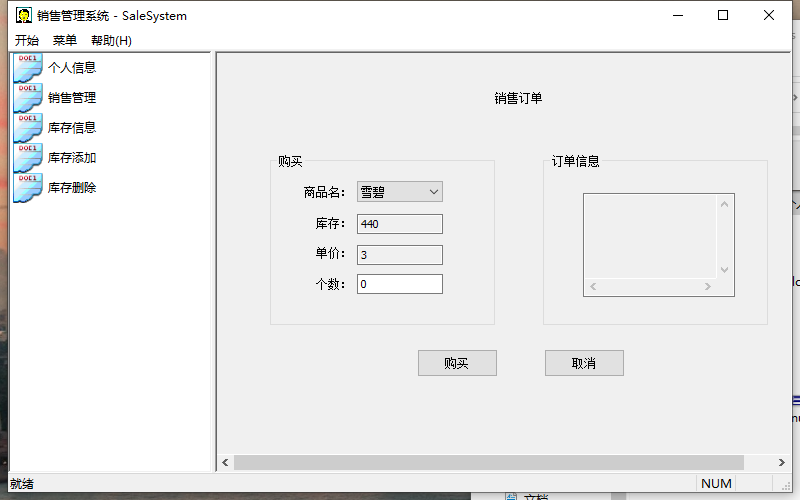 销售管理系统 - SaleSystem
开始 菜单 帮助(H)
DOC1 个人信息
DOC1 销售管理
DOC1 库存信息
DOC1 库存添加
DOC1 库存删除
销售订单
购买
商品名： 雪碧
库存： 440
单价： 3
个数： 0
订单信息
购买 取消
就绪
NUM
文档